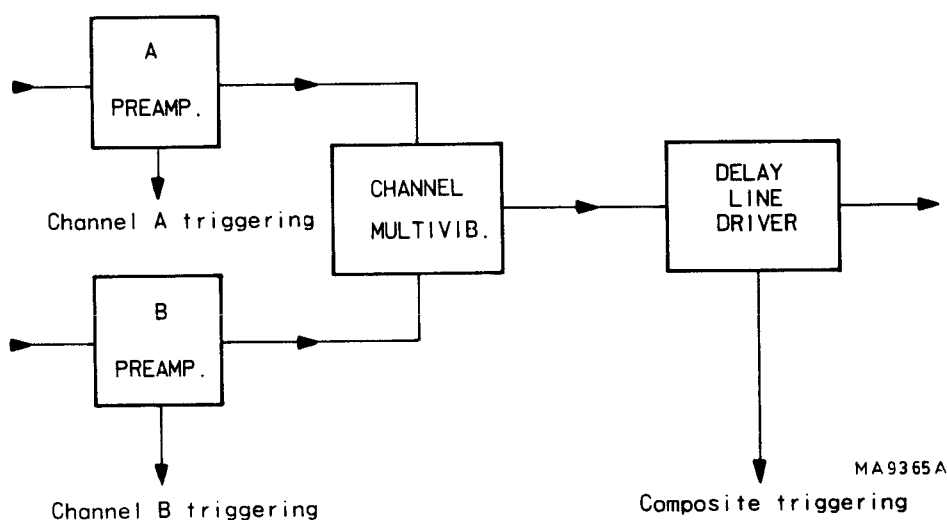 A
PREAMP.
Channel A triggering
B
PREAMP.
Channel B triggering
CHANNEL
MULTIVIB.
DELAY
LINE
DRIVER
Composite triggering
MA9365A